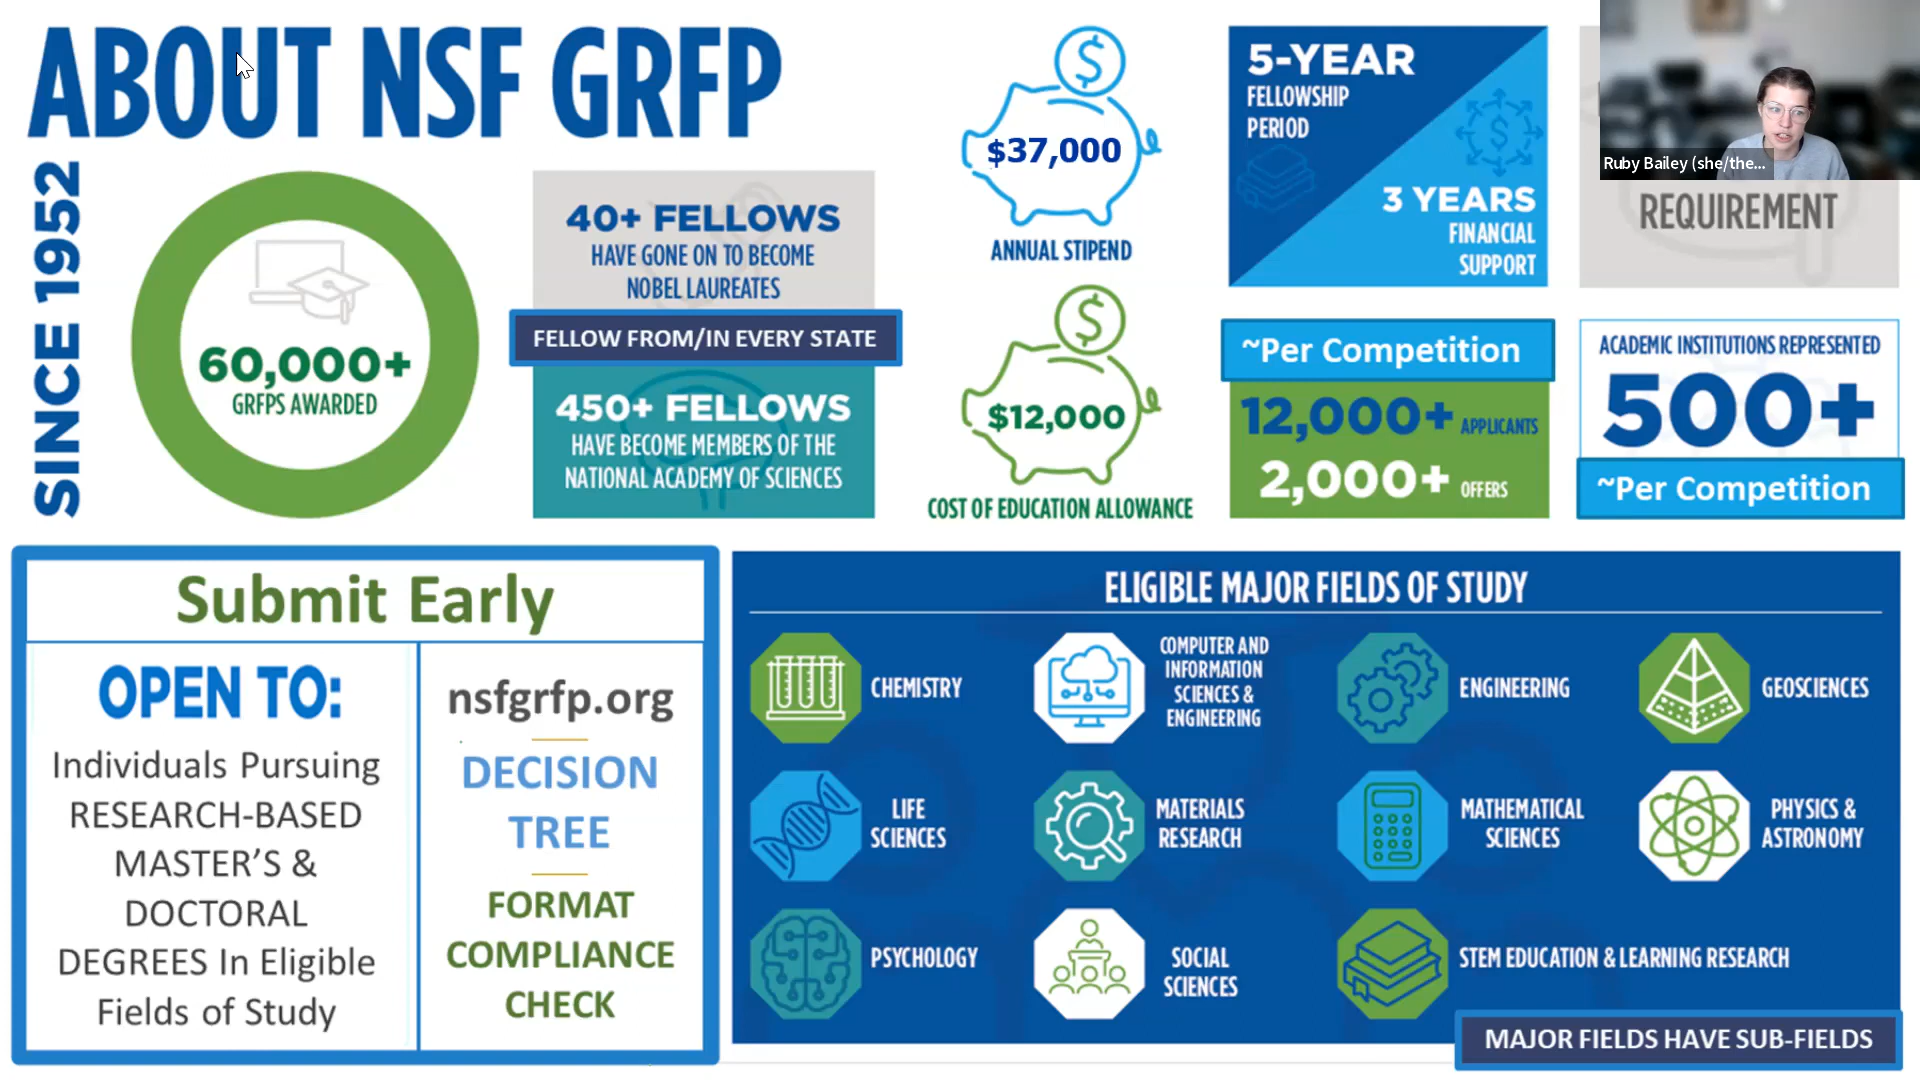 ABOUT NSF GRFP
SINCE 1952
60,000+
GRFPS AWARDED
40+ FELLOWS
HAVE GONE ON TO BECOME
NOBEL LAUREATES
FELLOW FROM/IN EVERY STATE
450+ FELLOWS
HAVE BECOME MEMBERS OF THE
NATIONAL ACADEMY OF SCIENCES
$
$37,000
ANNUAL STIPEND
$
$12,000
COST OF EDUCATION ALLOWANCE
5-YEAR
FELLOWSHIP
PERIOD
$
3 YEARS
FINANCIAL
SUPPORT
Ruby Bailey (she/the...
REQUIREMENT
~Per Competition
12,000+ APPLICANTS
2,000+ OFFERS
ACADEMIC INSTITUTIONS REPRESENTED
500+
~Per Competition
Submit Early
OPEN TO:
Individuals Pursuing
RESEARCH-BASED
MASTER’S &
DOCTORAL
DEGREES In Eligible
Fields of Study
nsfgrfp.org
DECISION
TREE
FORMAT
COMPLIANCE
CHECK
ELIGIBLE MAJOR FIELDS OF STUDY
CHEMISTRY
COMPUTER AND
INFORMATION
SCIENCES &
ENGINEERING
ENGINEERING
GEOSCIENCES
LIFE
SCIENCES
MATERIALS
RESEARCH
MATHEMATICAL
SCIENCES
PHYSICS &
ASTRONOMY
PSYCHOLOGY
SOCIAL
SCIENCES
STEM EDUCATION & LEARNING RESEARCH
MAJOR FIELDS HAVE SUB-FIELDS